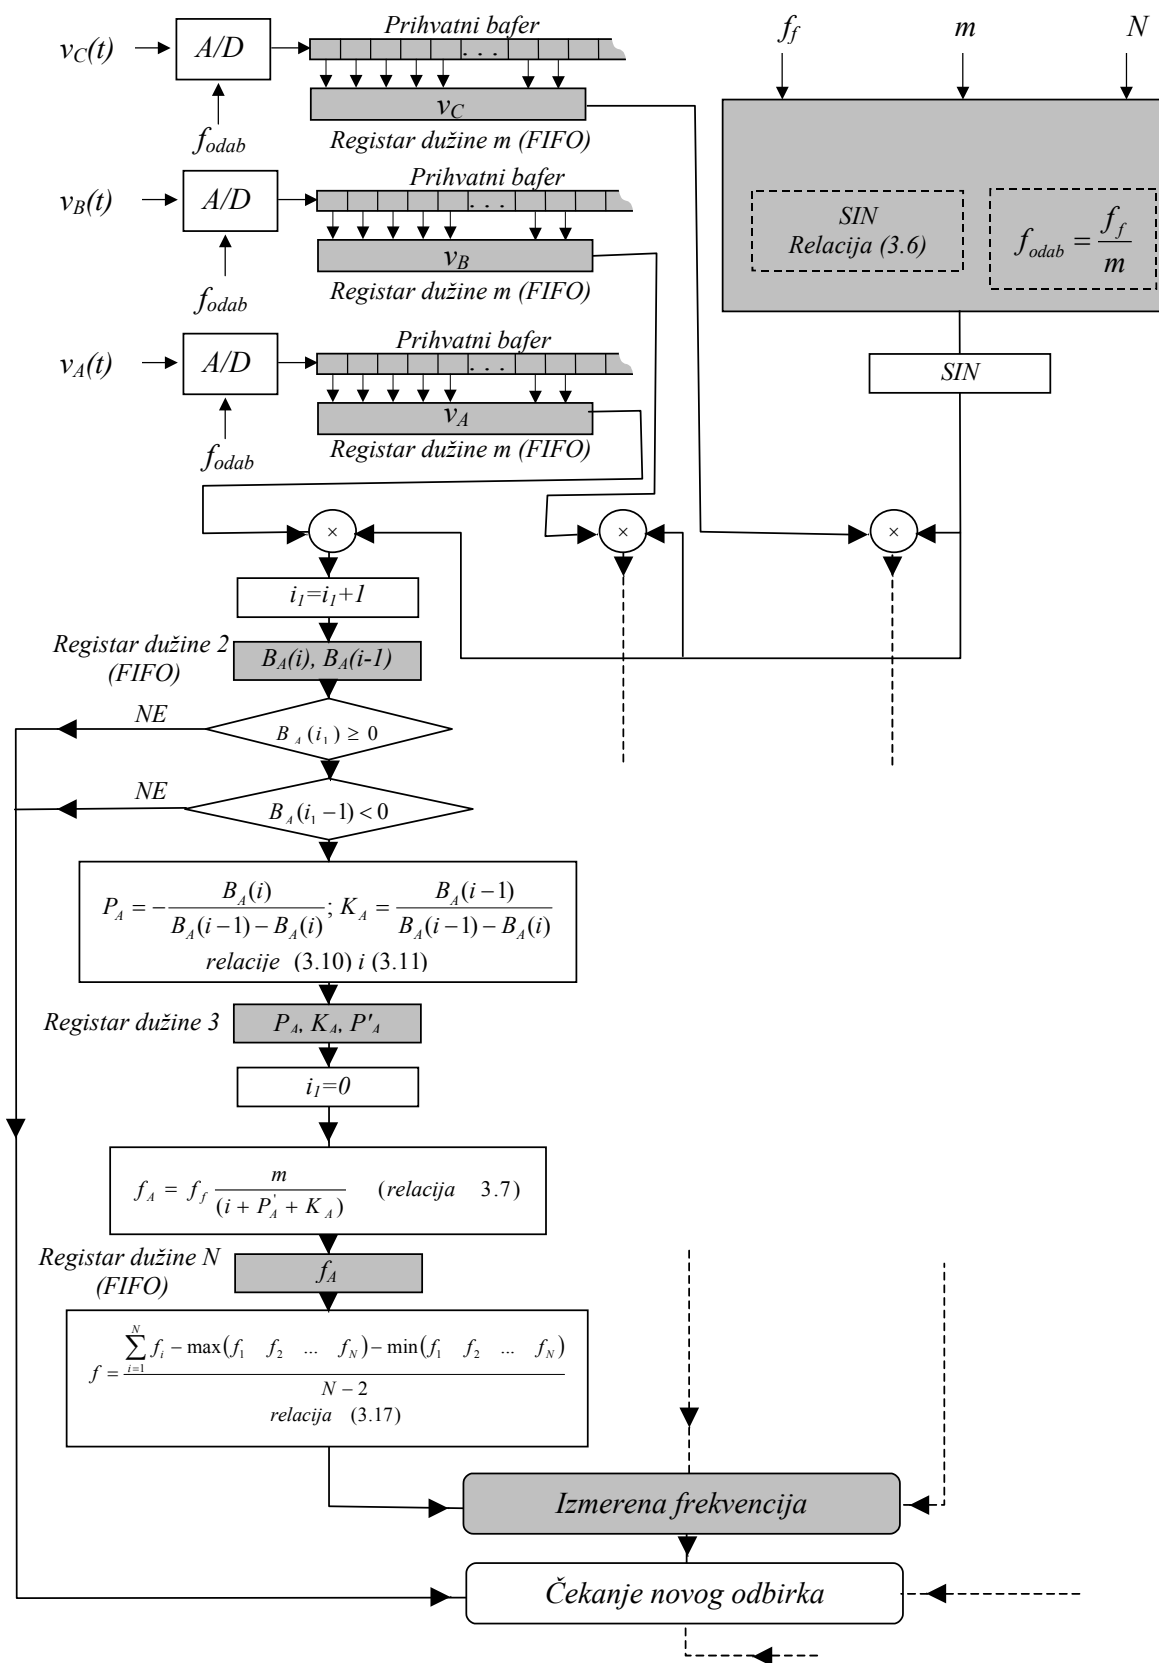 Prihvatni bafer
v_C(t)
A/D
. . .
v_C
f_odab
Registar dužine m (FIFO)
f_f
m
N
Prihvatni bafer
v_B(t)
A/D
. . .
v_B
f_odab
Registar dužine m (FIFO)
SIN
Relacija (3.6)
f_odab = f_f / m
Prihvatni bafer
v_A(t)
A/D
. . .
v_A
f_odab
Registar dužine m (FIFO)
SIN
×
×
×
i_1=i_1+1
Registar dužine 2
(FIFO)
B_A(i), B_A(i-1)
NE
B_A(i_1) ≥ 0
NE
B_A(i_1 −1) < 0
P_A = − B_A(i) / (B_A(i−1) − B_A(i)); K_A = B_A(i−1) / (B_A(i−1) − B_A(i))
relacije (3.10) i (3.11)
Registar dužine 3
P_A, K_A, P'_A
i_1=0
f_A = f_f m / (i + P'_A + K_A) (relacija 3.7)
Registar dužine N
(FIFO)
f_A
f = (∑_{i=1}^{N} f_i − max(f_1 f_2 ... f_N) − min(f_1 f_2 ... f_N)) / (N − 2)
relacija (3.17)
Izmerena frekvencija
Čekanje novog odbirka